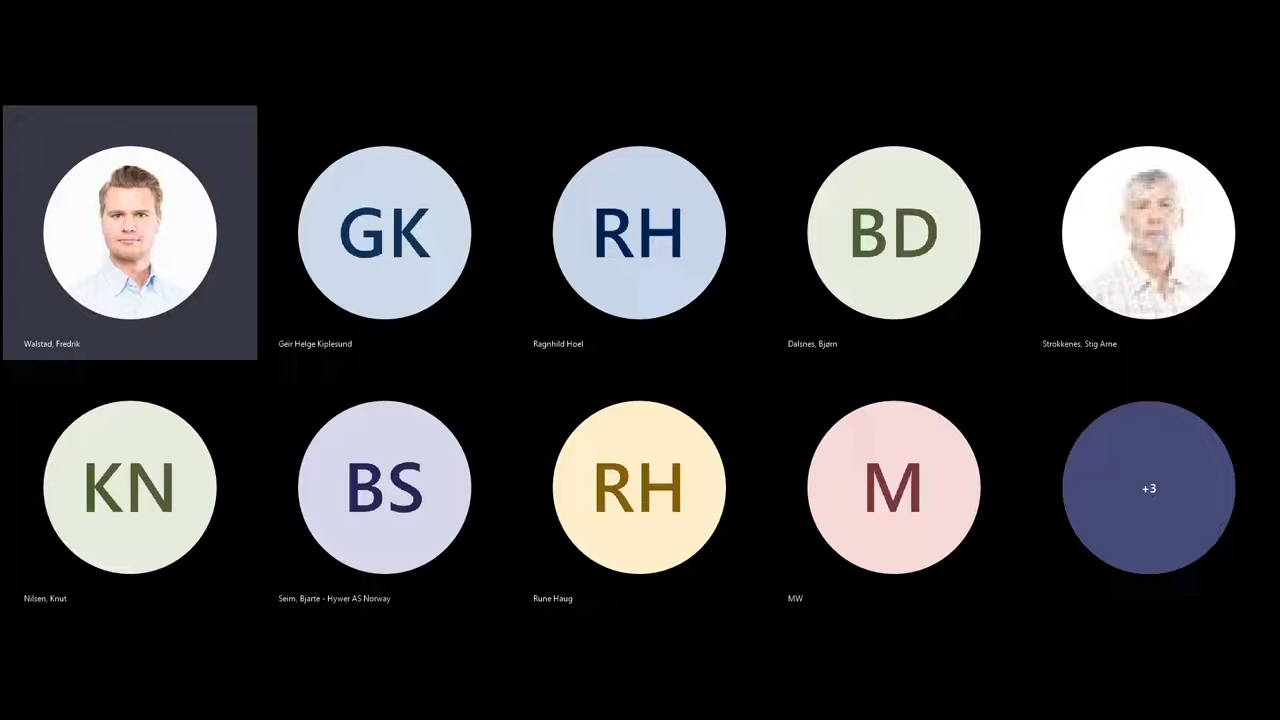 GK
RH
BD
Walstad, Fredrik
Geir Helge Kiplesund
Ragnhild Hoel
Dalsnes, Bjørn
Strokkenes, Stig Arne
KN
BS
RH
M
+3
Nilsen, Knut
Seim, Bjarte - Hywer AS Norway
Rune Haug
MW